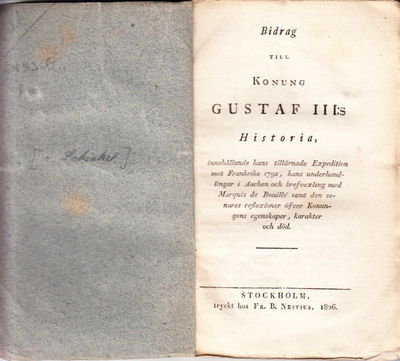 Schinkel]
Bidrag
TILL
KONUNG
GUSTAF III:s
Historia,
innehållande hans tillärnade Expedition
mot Frankrike 1792, hans underhand-
lingar i Aachen och brefvexling med
Marquis de Bouillé samt den se-
nares reflexioner öfver Konun-
gens egenskaper, karakter
och död.
STOCKHOLM,
tryckt hos FR. B. NESTIUS, 1826.